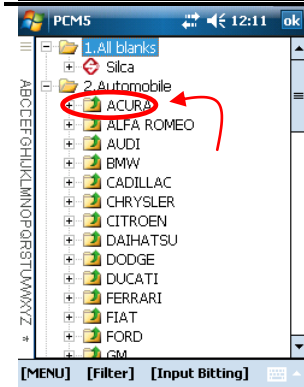 PCM5 12:11 ok
1.All blanks
Silca
2.Automobile
ACURA
ALFA ROMEO
AUDI
BMW
CADILLAC
CHRYSLER
CITROEN
DAIHATSU
DODGE
DUCATI
FERRARI
FIAT
FORD
GM
ABCDEFGHIJKLMNOPQRSTUVWXYZ *
[MENU] [Filter] [Input Bitting]